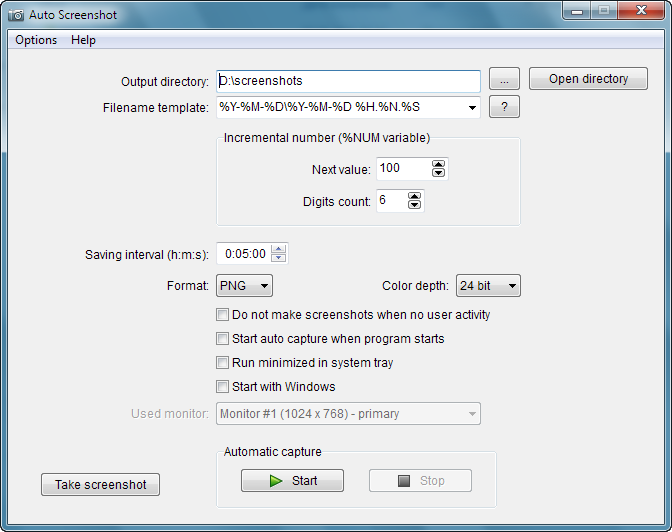 Auto Screenshot
Options Help
Output directory: D:\screenshots ... Open directory
Filename template: %Y-%M-%D\%Y-%M-%D %H.%N.%S ?
Incremental number (%NUM variable)
Next value: 100
Digits count: 6
Saving interval (h:m:s): 0:05:00
Format: PNG Color depth: 24 bit
Do not make screenshots when no user activity
Start auto capture when program starts
Run minimized in system tray
Start with Windows
Used monitor: Monitor #1 (1024 x 768) - primary
Automatic capture
Take screenshot Start Stop